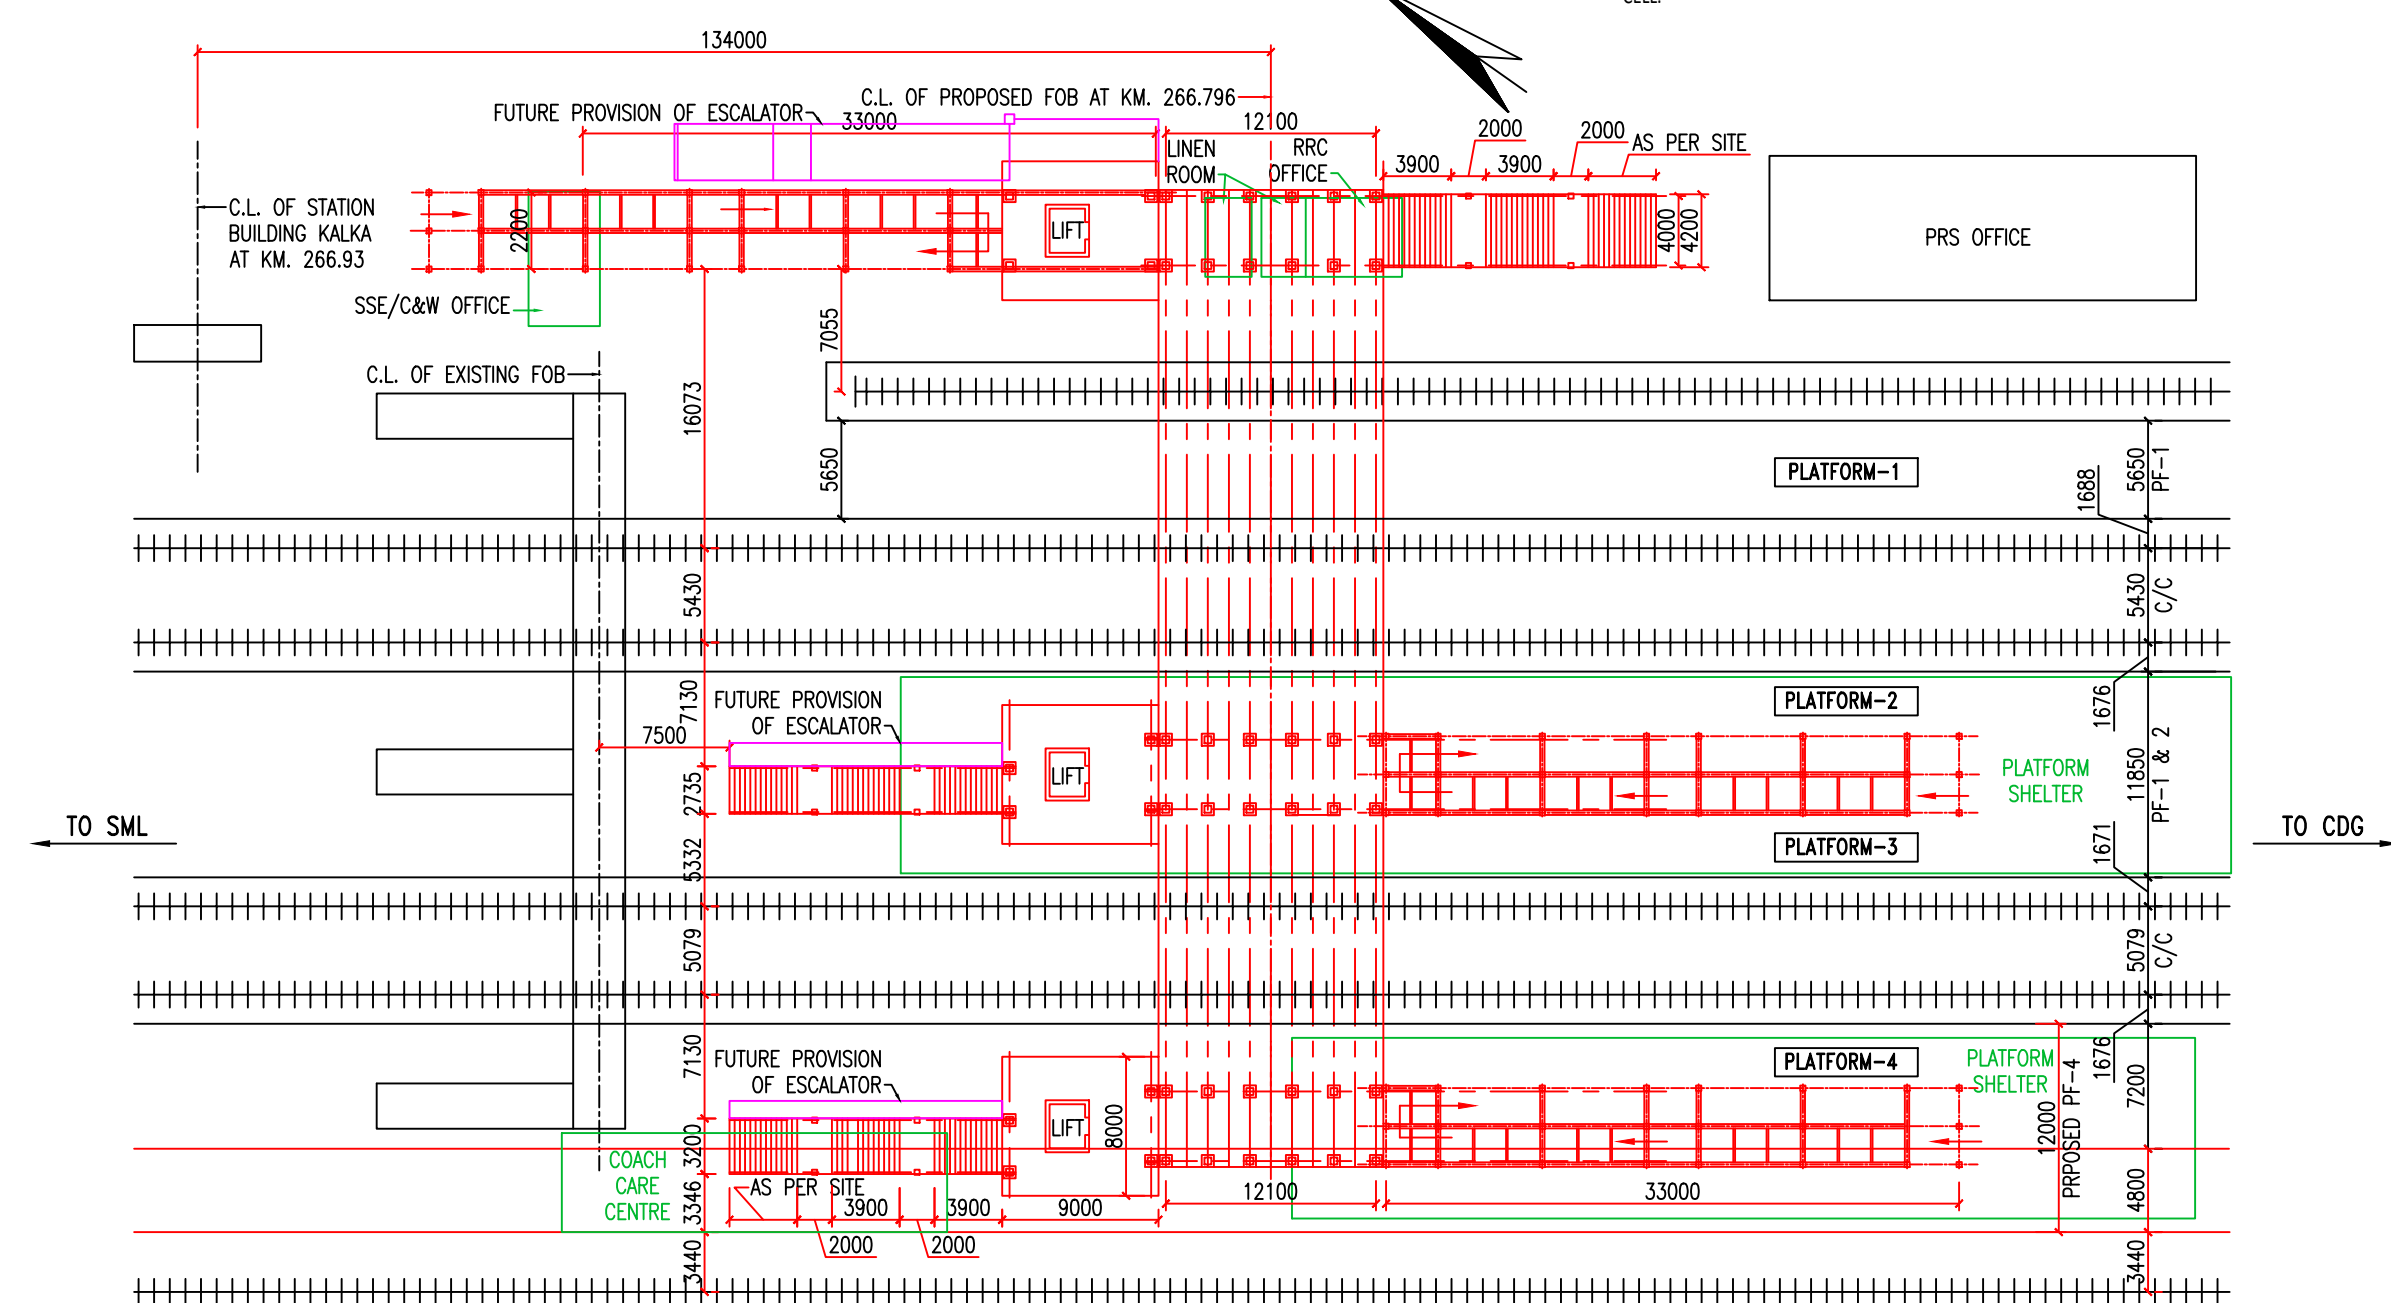 134000
FUTURE PROVISION OF ESCALATOR
C.L. OF PROPOSED FOB AT KM. 266.796
33000
12100
LINEN
ROOM
RRC
OFFICE
3900
2000
3900
2000
AS PER SITE
4000
4200
PRS OFFICE
C.L. OF STATION
BUILDING KALKA
AT KM. 266.93
2200
LIFT
SSE/C&W OFFICE
7055
C.L. OF EXISTING FOB
16073
5650
PLATFORM-1
1688
5650
PF-1
5430
5430
C/C
7130
FUTURE PROVISION
OF ESCALATOR
7500
PLATFORM-2
1676
LIFT
2735
PLATFORM
SHELTER
11850
PF-1 & 2
TO SML
TO CDG
5332
PLATFORM-3
1671
5079
5079
C/C
7130
FUTURE PROVISION
OF ESCALATOR
PLATFORM-4
PLATFORM
SHELTER
1676
7200
LIFT
8000
12000
PRPOSED PF-4
3200
COACH
CARE
CENTRE
AS PER SITE
3346
3900
3900
9000
12100
33000
4800
2000
2000
3440
3440